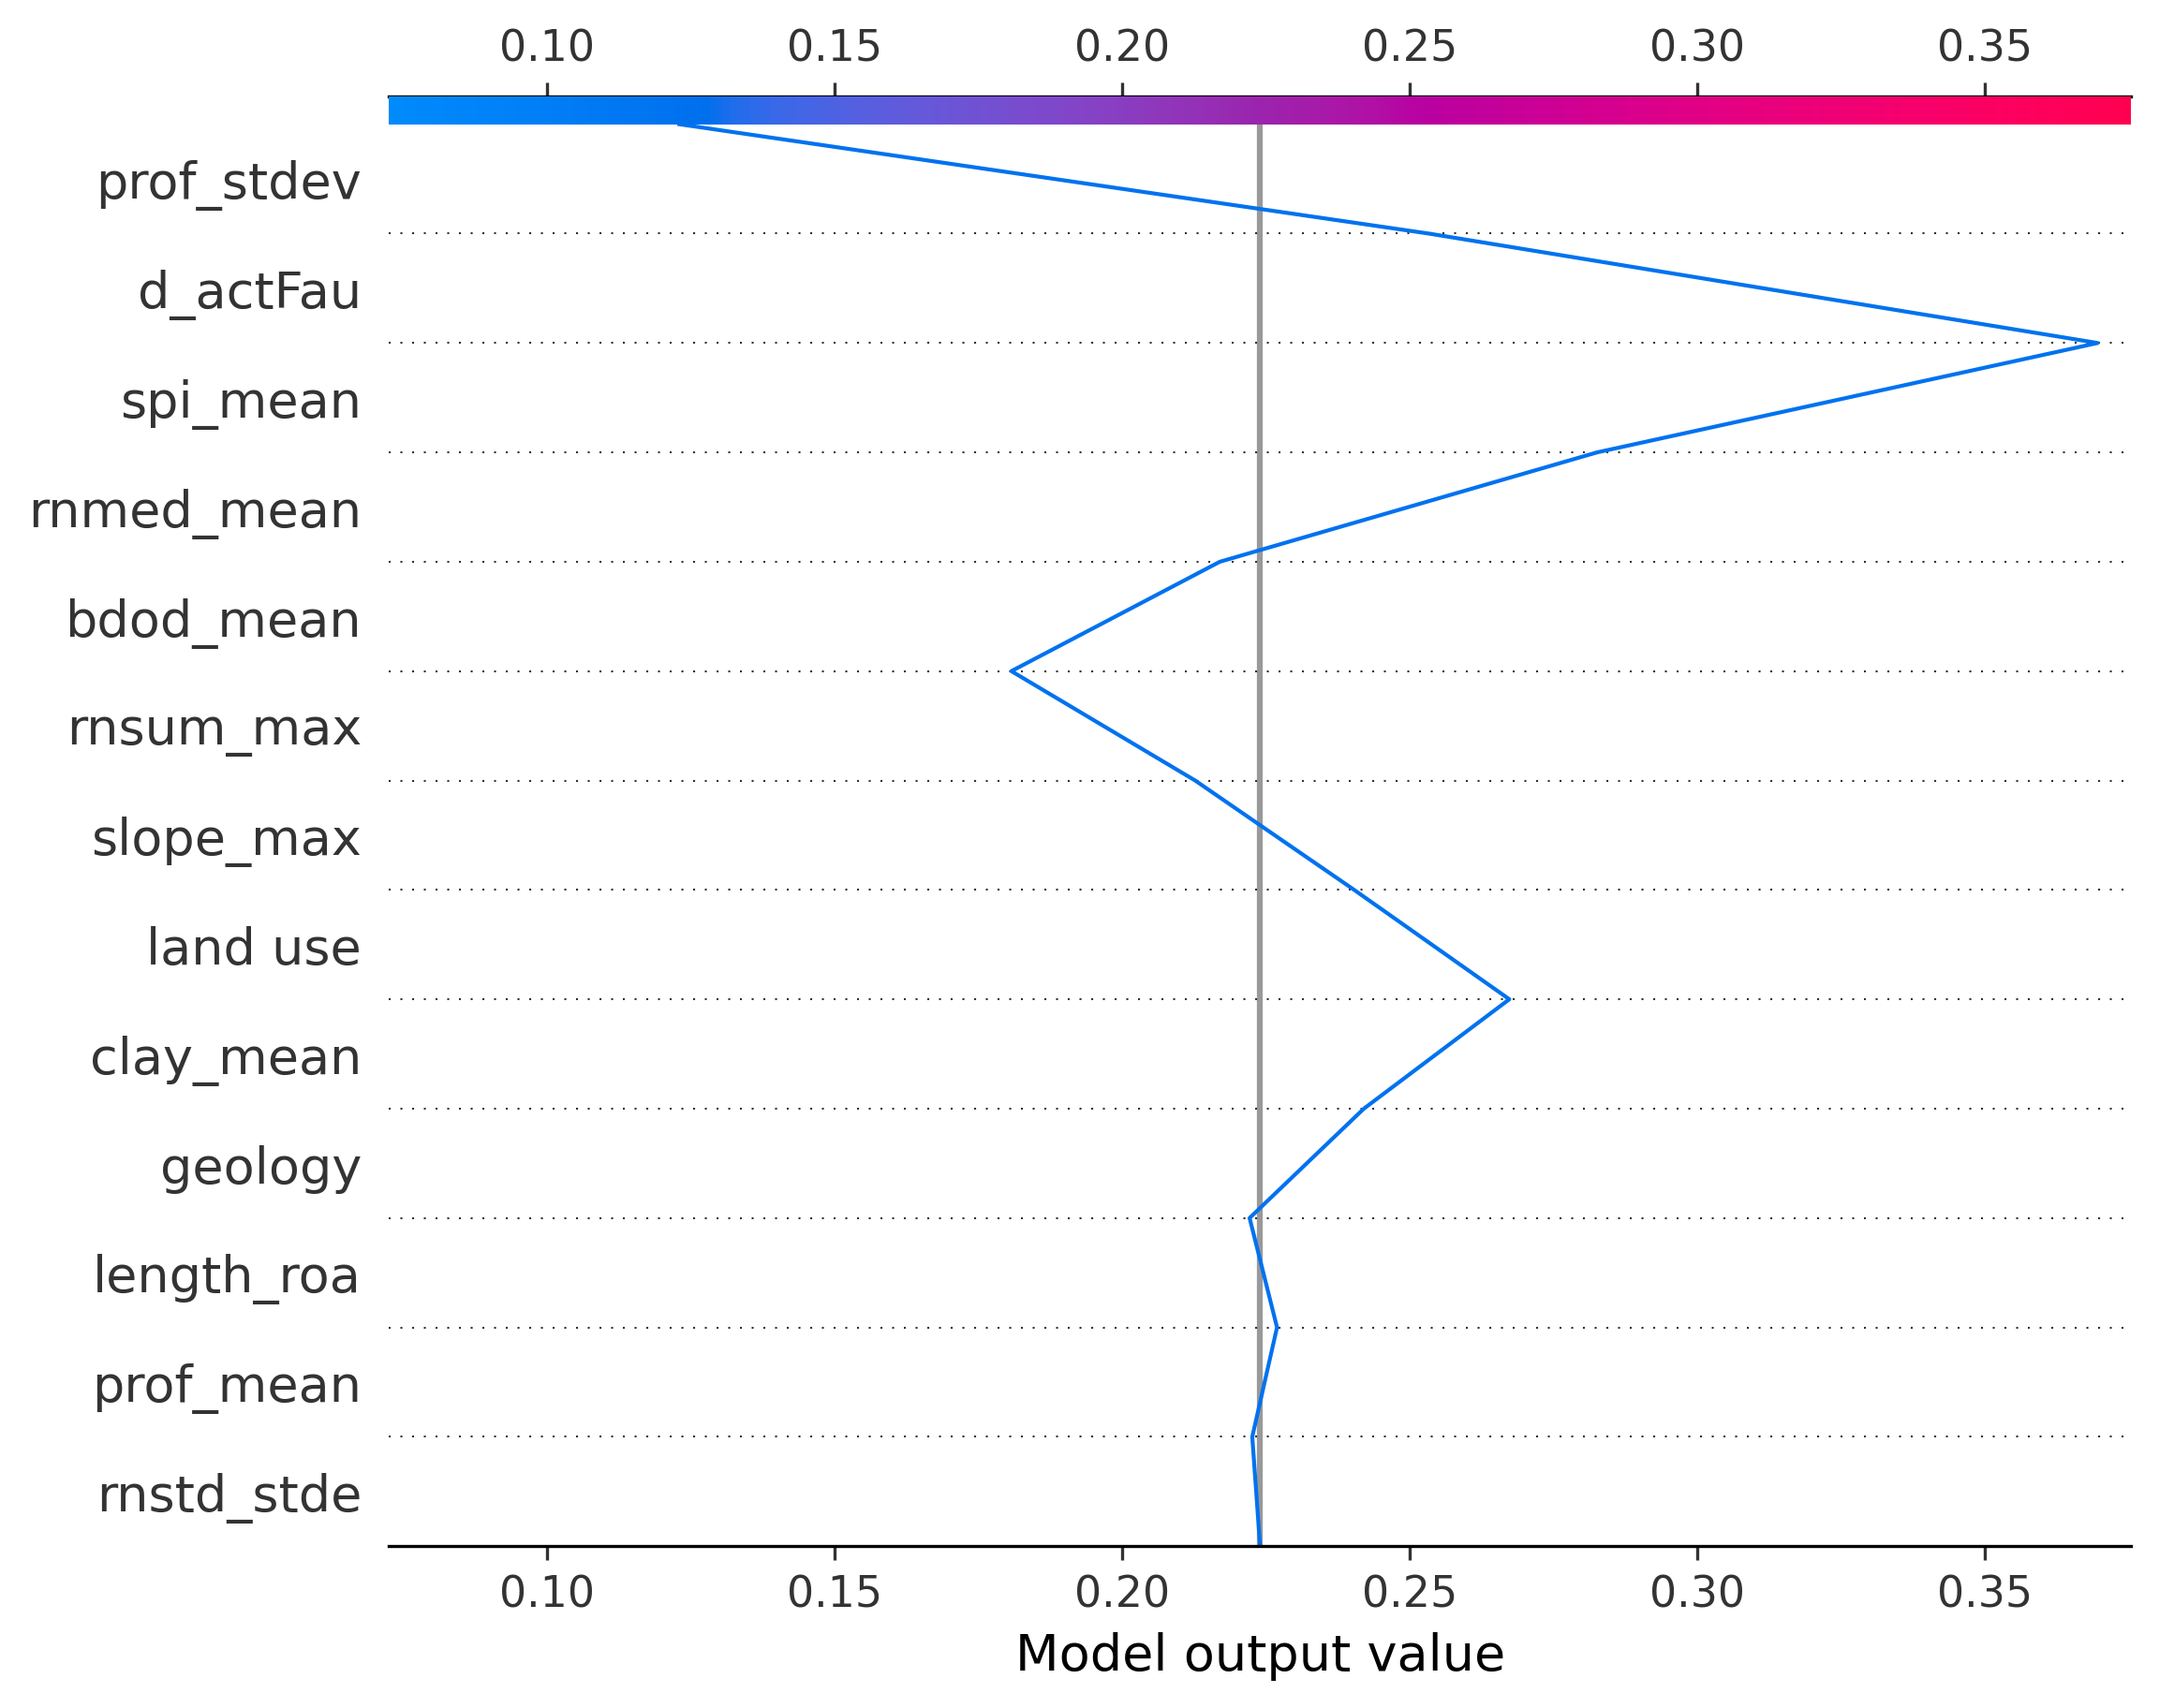 0.10 0.15 0.20 0.25 0.30 0.35
prof_stdev
d_actFau
spi_mean
rnmed_mean
bdod_mean
rnsum_max
slope_max
land use
clay_mean
geology
length_roa
prof_mean
rnstd_stde
0.10 0.15 0.20 0.25 0.30 0.35
Model output value